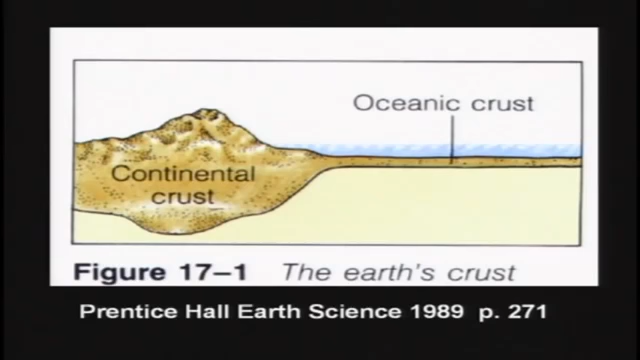 Oceanic crust
Continental
crust
Figure 17–1 The earth's crust
Prentice Hall Earth Science 1989 p. 271